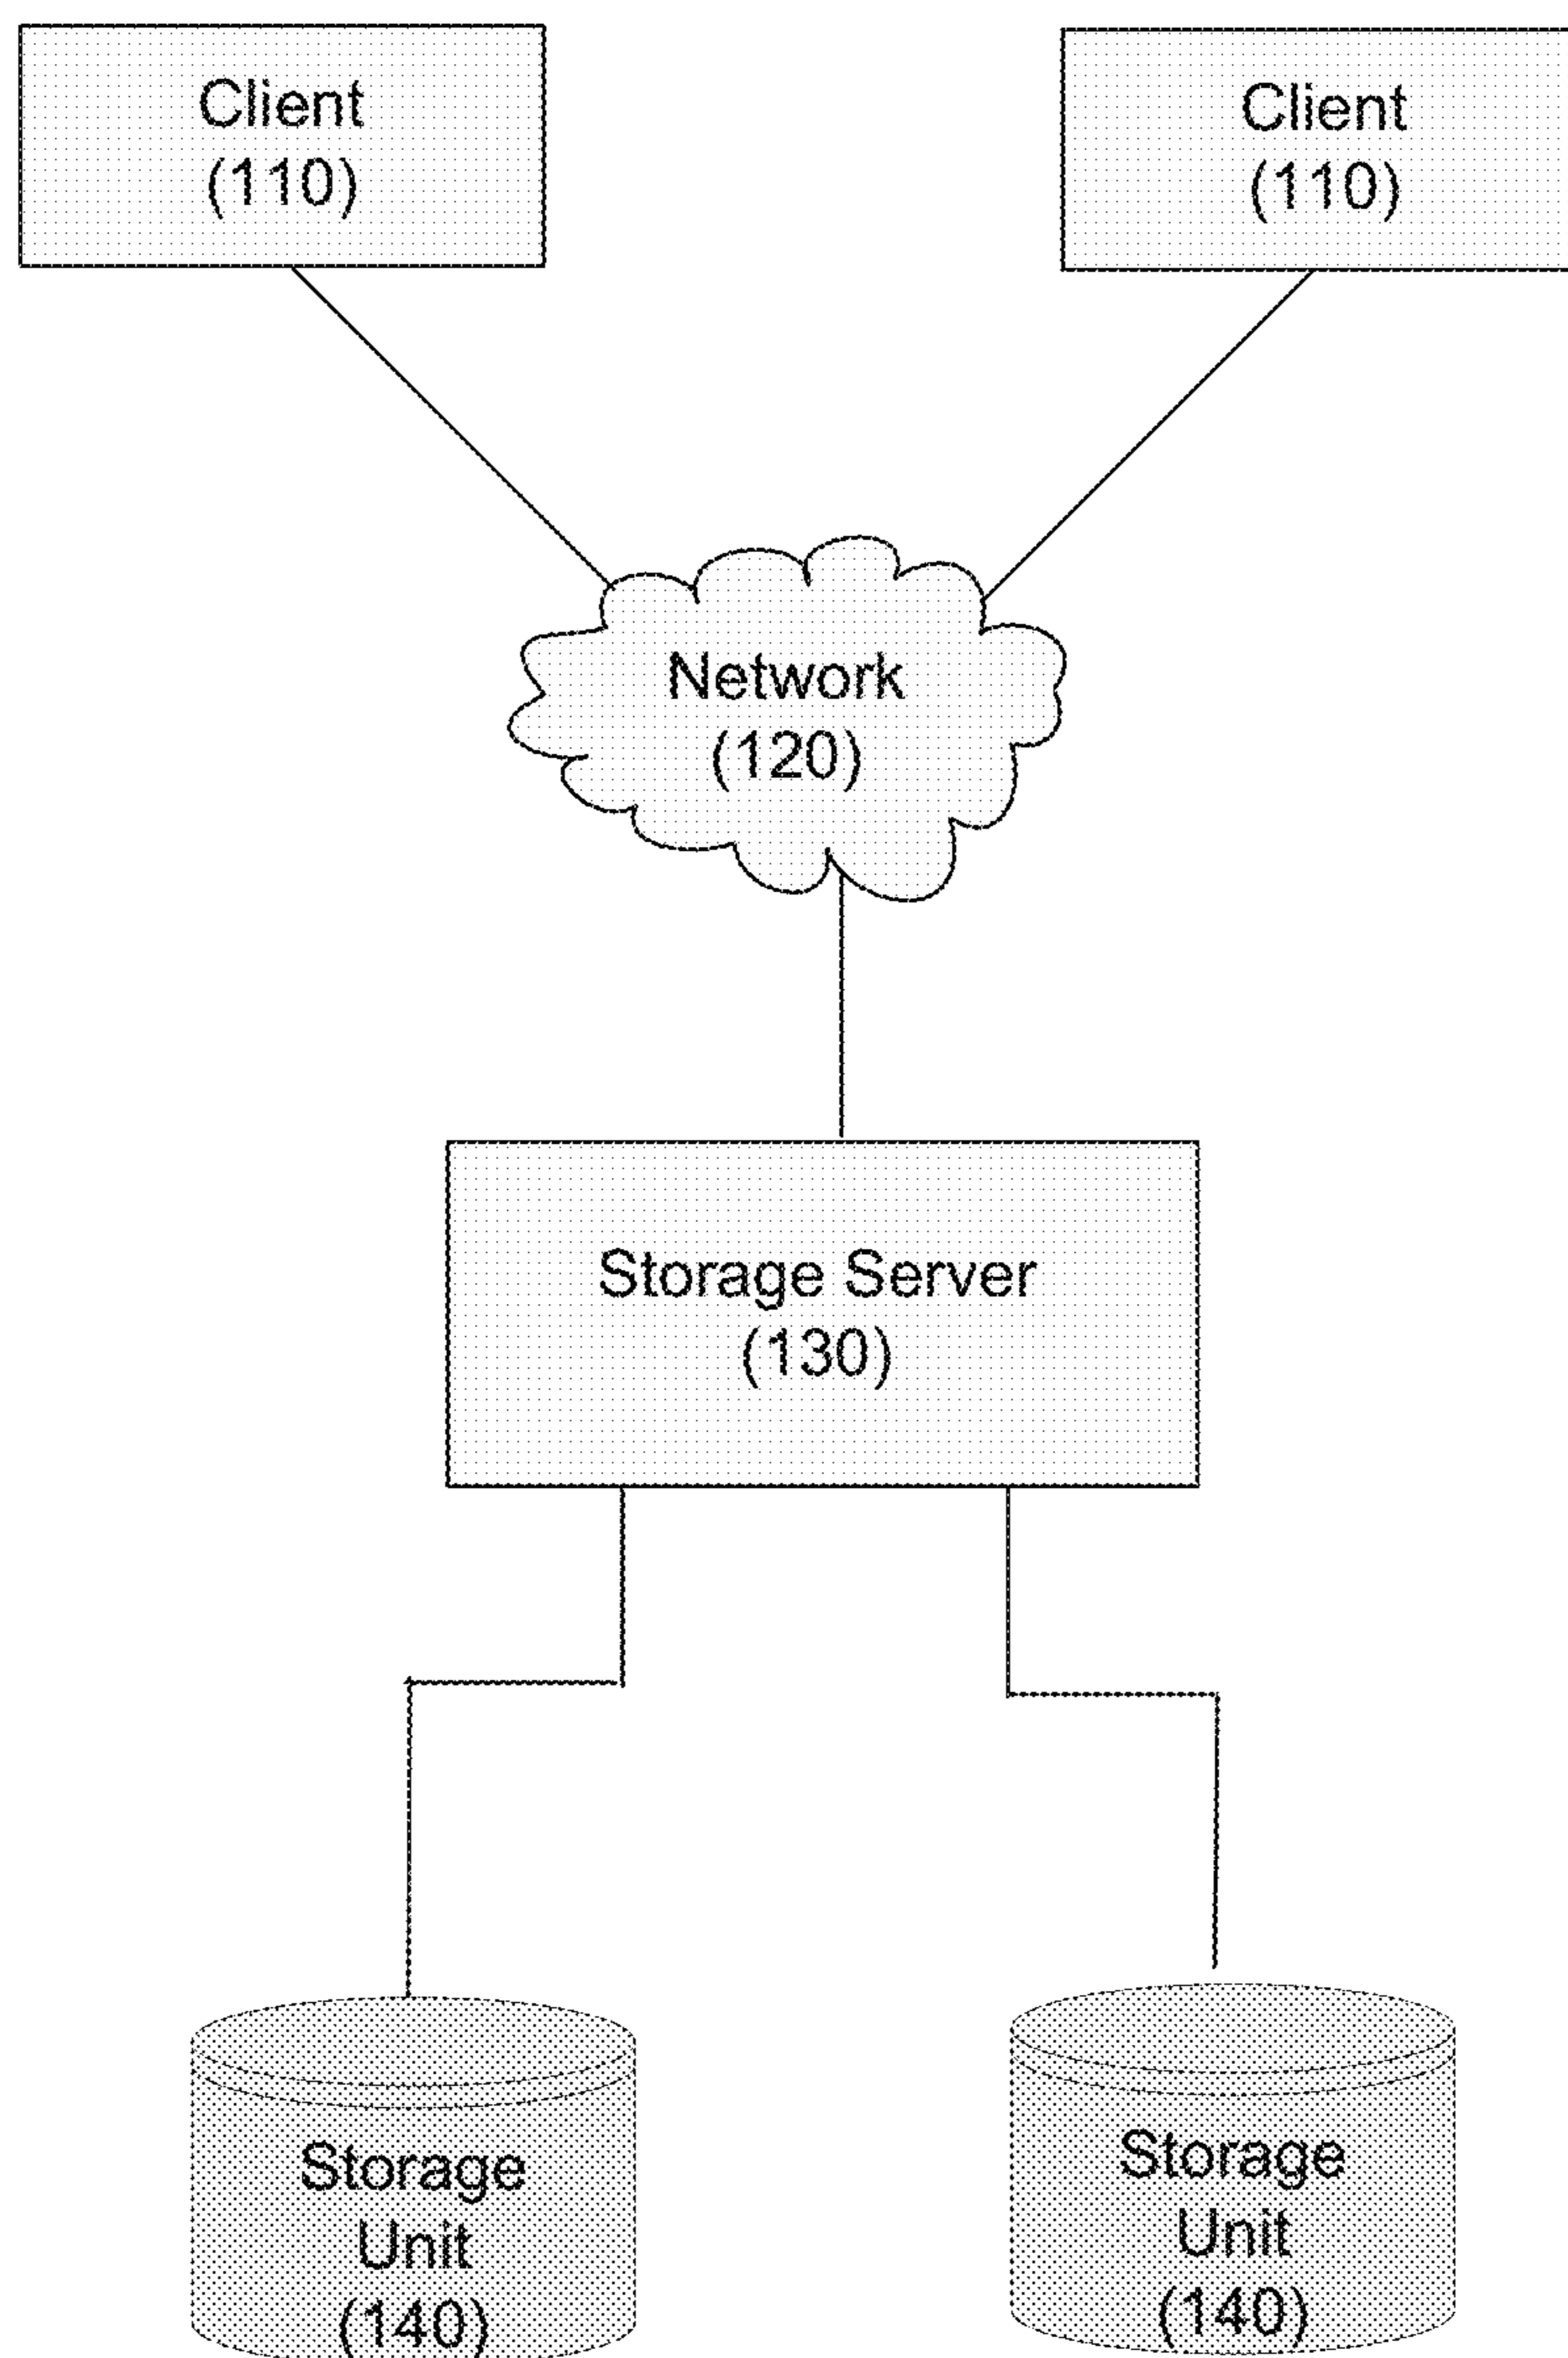 Client
(110)
Client
(110)
Network
(120)
Storage Server
(130)
Storage
Unit
(140)
Storage
Unit
(140)